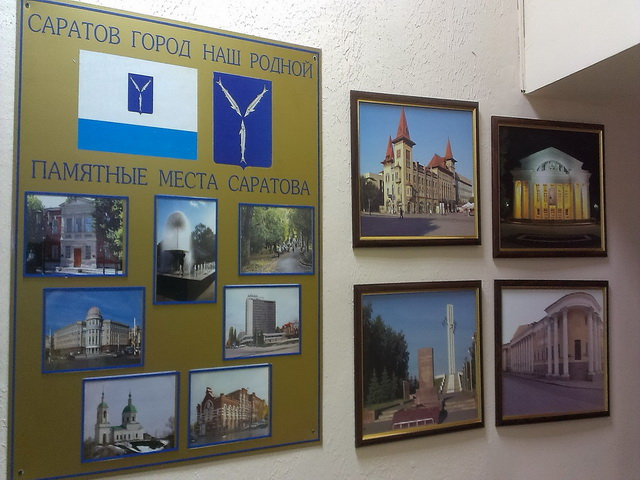 САРАТОВ ГОРОД НАШ РОДНОЙ
ПАМЯТНЫЕ МЕСТА САРАТОВА